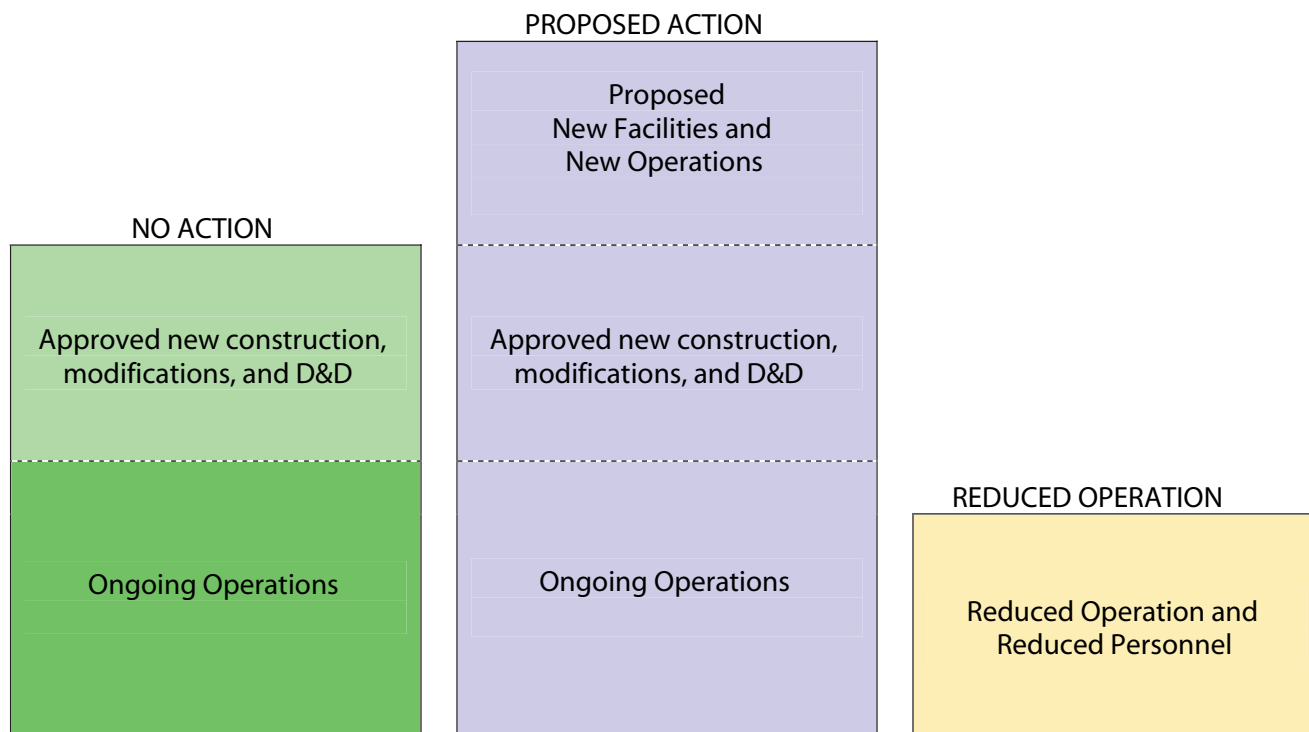 PROPOSED ACTION
Proposed
New Facilities and
New Operations
NO ACTION
Approved new construction,
modifications, and D&D
Approved new construction,
modifications, and D&D
REDUCED OPERATION
Ongoing Operations
Ongoing Operations
Reduced Operation and
Reduced Personnel